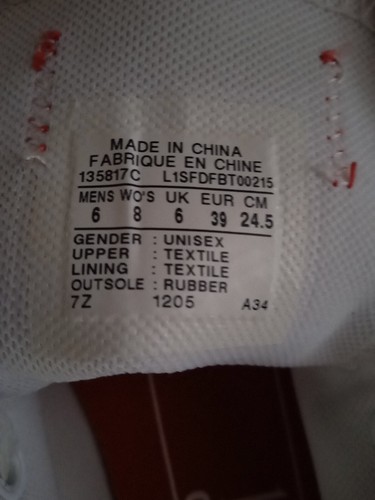 MADE IN CHINA
FABRIQUE EN CHINE
135817C L1SFDFBT00215
MENS WO'S UK EUR CM
6 8 6 39 24.5
GENDER : UNISEX
UPPER : TEXTILE
LINING : TEXTILE
OUTSOLE : RUBBER
7Z 1205 A34